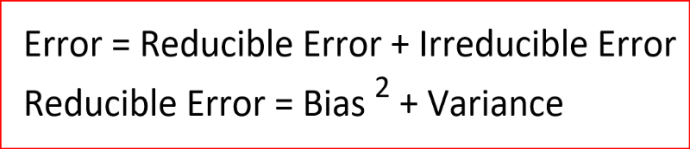 Error = Reducible Error + Irreducible Error
Reducible Error = Bias ² + Variance